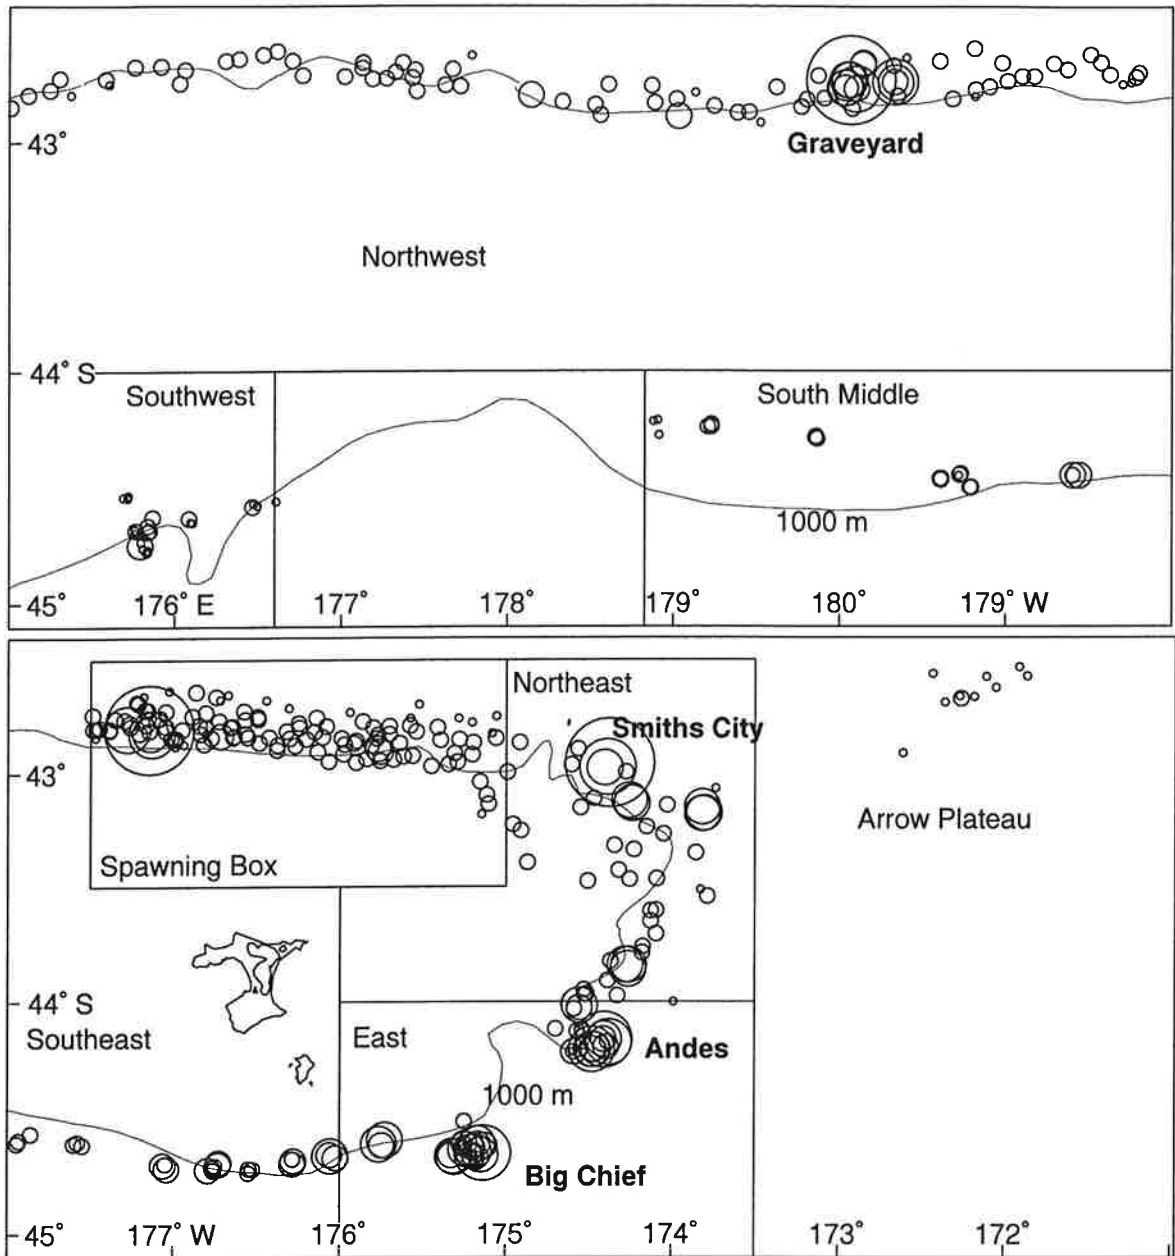 43°
Graveyard
Northwest
44° S
Southwest
South Middle
1000 m
45° 176° E 177° 178° 179° 180° 179° W
Northeast
Smiths City
43°
Arrow Plateau
Spawning Box
44° S
Southeast
East
Andes
1000 m
Big Chief
45° 177° W 176° 175° 174° 173° 172°